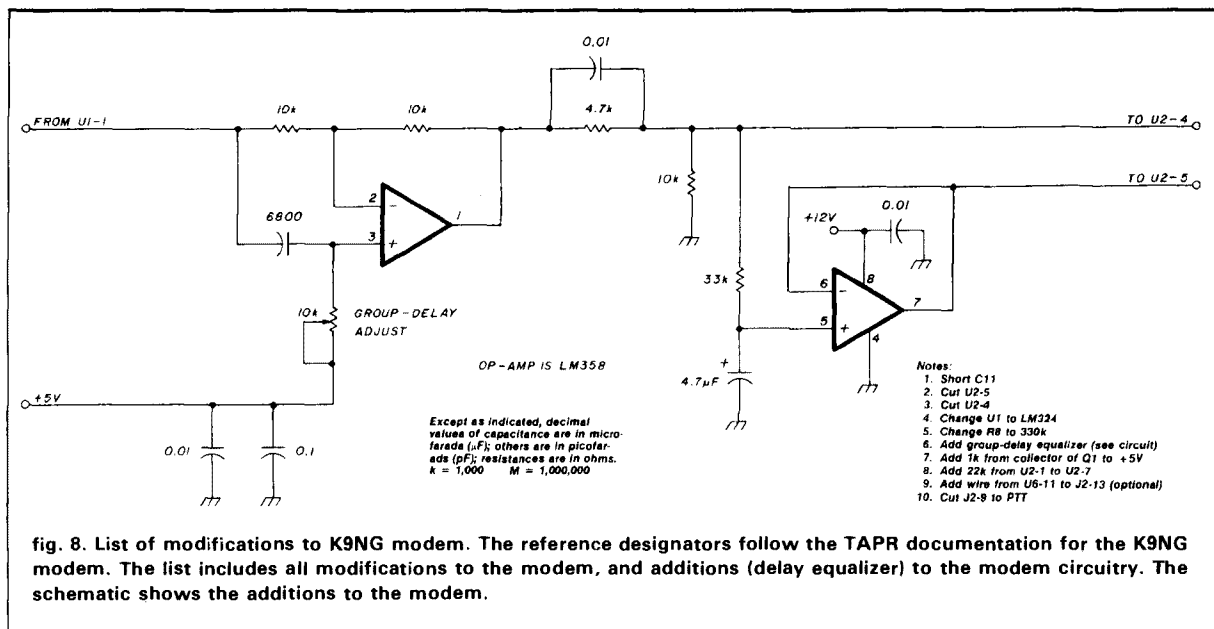 0.01
FROM U1-1
10k
10k
4.7k
TO U2-4
TO U2-5
10k
2
-
1
3
+
6800
+12V
0.01
33k
8
6
-
7
5
+
4
10k
GROUP-DELAY
ADJUST
OP-AMP IS LM358
+
4.7µF
+5V
0.01
0.1
Except as indicated, decimal
values of capacitance are in micro-
farads (µF); others are in picofar-
ads (pF); resistances are in ohms.
k = 1,000 M = 1,000,000
Notes:
1. Short C11
2. Cut U2-5
3. Cut U2-4
4. Change U1 to LM324
5. Change R8 to 330k
6. Add group-delay equalizer (see circuit)
7. Add 1k from collector of Q1 to +5V
8. Add 22k from U2-1 to U2-7
9. Add wire from U6-11 to J2-13 (optional)
10. Cut J2-9 to PTT
fig. 8. List of modifications to K9NG modem. The reference designators follow the TAPR documentation for the K9NG
modem. The list includes all modifications to the modem, and additions (delay equalizer) to the modem circuitry. The
schematic shows the additions to the modem.